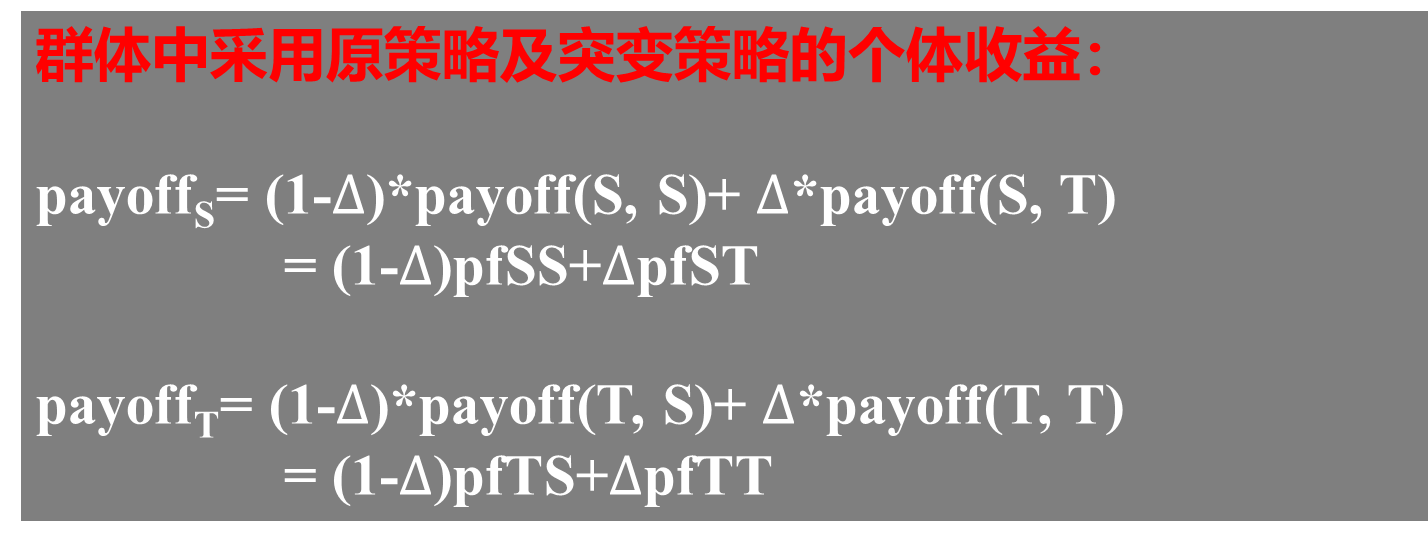 群体中采用原策略及突变策略的个体收益：
payoffS= (1-Δ)*payoff(S, S)+ Δ*payoff(S, T)
= (1-Δ)pfSS+ΔpfST
payoffT= (1-Δ)*payoff(T, S)+ Δ*payoff(T, T)
= (1-Δ)pfTS+ΔpfTT